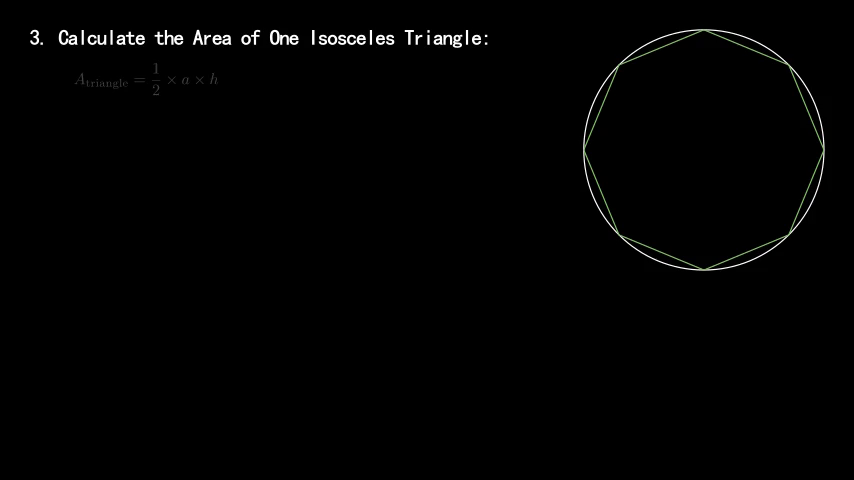 3. Calculate the Area of One Isosceles Triangle:
A_triangle = 1/2 × a × h